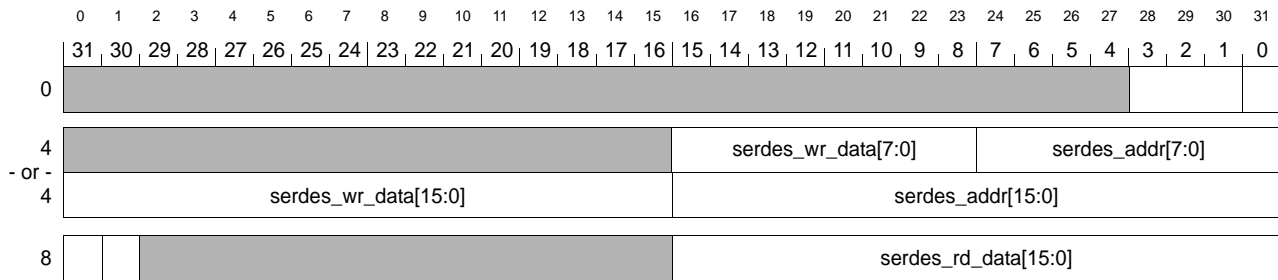 0 1 2 3 4 5 6 7 8 9 10 11 12 13 14 15 16 17 18 19 20 21 22 23 24 25 26 27 28 29 30 31
31 30 29 28 27 26 25 24 23 22 21 20 19 18 17 16 15 14 13 12 11 10 9 8 7 6 5 4 3 2 1 0
0
4 serdes_wr_data[7:0] serdes_addr[7:0]
- or -
4 serdes_wr_data[15:0] serdes_addr[15:0]
8 serdes_rd_data[15:0]